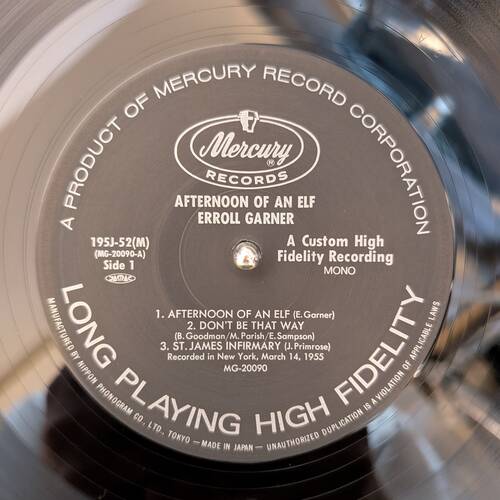 A PRODUCT OF MERCURY RECORD CORPORATION
Mercury®
RECORDS
AFTERNOON OF AN ELF
ERROLL GARNER
195J-52(M)
(MG-20090-A)
Side 1
A Custom High
Fidelity Recording
MONO
1. AFTERNOON OF AN ELF (E.Garner)
2. DON'T BE THAT WAY
(B.Goodman/M.Parish/E.Sampson)
3. ST. JAMES INFIRMARY (J.Primrose)
Recorded in New York, March 14, 1955
MG-20090
LONG PLAYING HIGH FIDELITY
MANUFACTURED BY NIPPON PHONOGRAM CO., LTD., TOKYO – MADE IN JAPAN – UNAUTHORIZED DUPLICATION IS A VIOLATION OF APPLICABLE LAWS